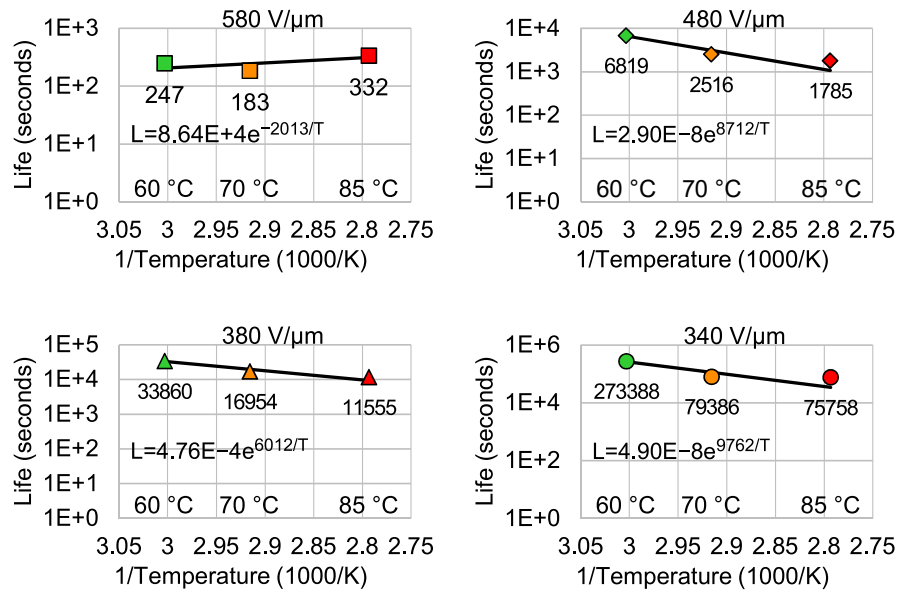 580 V/µm
1E+3
1E+2
1E+1
1E+0
Life (seconds)
247
183
332
L=8.64E+4e−2013/T
60 °C
70 °C
85 °C
3.05 3 2.95 2.9 2.85 2.8 2.75
1/Temperature (1000/K)
480 V/µm
1E+4
1E+3
1E+2
1E+1
1E+0
Life (seconds)
6819
2516
1785
L=2.90E−8e8712/T
60 °C
70 °C
85 °C
3.05 3 2.95 2.9 2.85 2.8 2.75
1/Temperature (1000/K)
380 V/µm
1E+5
1E+4
1E+3
1E+2
1E+1
1E+0
Life (seconds)
33860
16954
11555
L=4.76E−4e6012/T
60 °C
70 °C
85 °C
3.05 3 2.95 2.9 2.85 2.8 2.75
1/Temperature (1000/K)
340 V/µm
1E+6
1E+4
1E+2
1E+0
Life (seconds)
273388
79386
75758
L=4.90E−8e9762/T
60 °C
70 °C
85 °C
3.05 3 2.95 2.9 2.85 2.8 2.75
1/Temperature (1000/K)